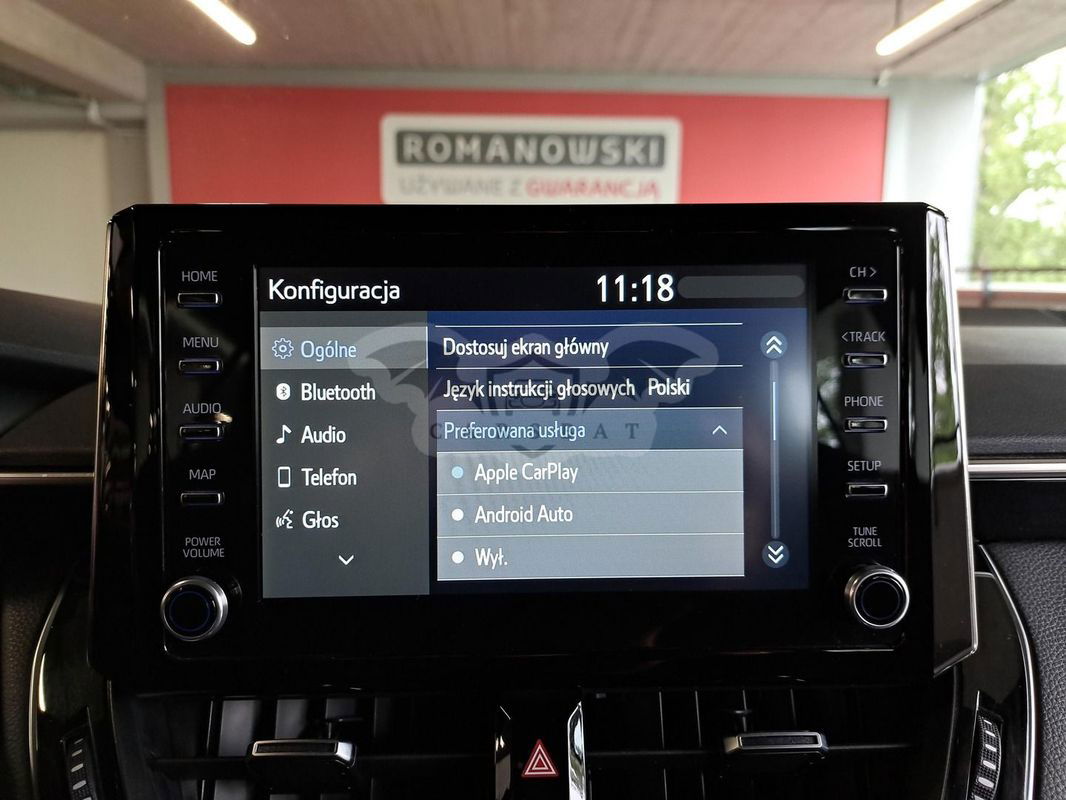 ROMANOWSKI
UŻYWANE Z GWARANCJĄ
HOME
MENU
AUDIO
MAP
POWER
VOLUME
Konfiguracja
11:18
Ogólne
Bluetooth
Audio
Telefon
Głos
Dostosuj ekran główny
Język instrukcji głosowych Polski
Preferowana usługa
Apple CarPlay
Android Auto
Wył.
CH >
< TRACK
PHONE
SETUP
TUNE
SCROLL